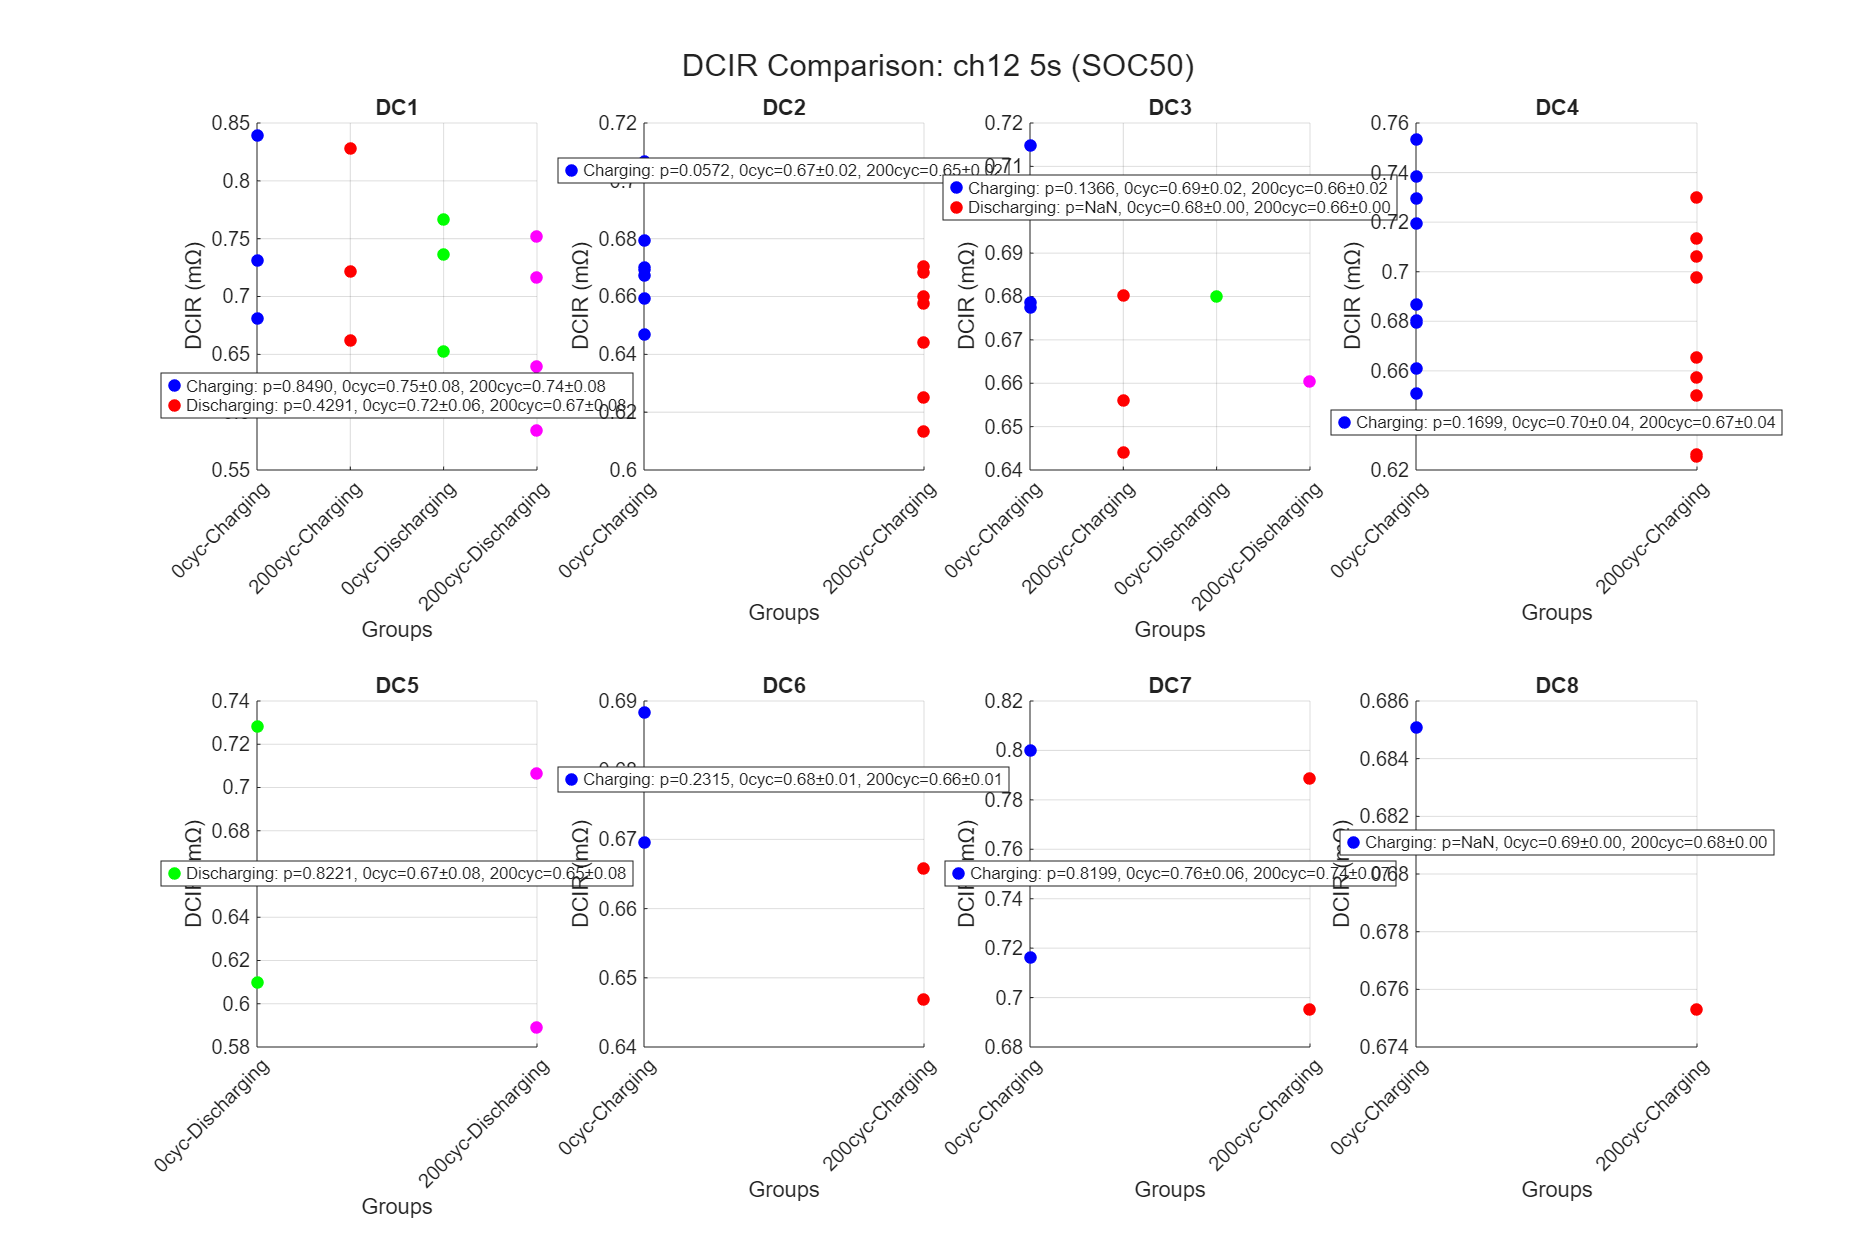 DCIR Comparison: ch12 5s (SOC50)
DC1
0.85
0.8
0.75
0.7
0.65
0.55
DCIR (mΩ)
Charging: p=0.8490, 0cyc=0.75±0.08, 200cyc=0.74±0.08
Discharging: p=0.4291, 0cyc=0.72±0.06, 200cyc=0.67±0.08
0cyc-Charging
200cyc-Charging
0cyc-Discharging
200cyc-Discharging
Groups
DC2
0.72
0.68
0.66
0.64
0.62
0.6
DCIR (mΩ)
Charging: p=0.0572, 0cyc=0.67±0.02, 200cyc=0.65±0.02
0cyc-Charging
200cyc-Charging
Groups
DC3
0.72
0.71
0.69
0.68
0.67
0.66
0.65
0.64
DCIR (mΩ)
Charging: p=0.1366, 0cyc=0.69±0.02, 200cyc=0.66±0.02
Discharging: p=NaN, 0cyc=0.68±0.00, 200cyc=0.66±0.00
0cyc-Charging
200cyc-Charging
0cyc-Discharging
200cyc-Discharging
Groups
DC4
0.76
0.74
0.72
0.7
0.68
0.66
0.62
DCIR (mΩ)
Charging: p=0.1699, 0cyc=0.70±0.04, 200cyc=0.67±0.04
0cyc-Charging
200cyc-Charging
Groups
DC5
0.74
0.72
0.7
0.68
0.64
0.62
0.6
0.58
DCIR (mΩ)
Discharging: p=0.8221, 0cyc=0.67±0.08, 200cyc=0.65±0.08
0cyc-Discharging
200cyc-Discharging
Groups
DC6
0.69
0.67
0.66
0.65
0.64
DCIR (mΩ)
Charging: p=0.2315, 0cyc=0.68±0.01, 200cyc=0.66±0.01
0cyc-Charging
200cyc-Charging
Groups
DC7
0.82
0.8
0.78
0.76
0.74
0.72
0.7
0.68
DCIR (mΩ)
Charging: p=0.8199, 0cyc=0.76±0.06, 200cyc=0.74±0.07
0cyc-Charging
200cyc-Charging
Groups
DC8
0.686
0.684
0.682
0.68
0.678
0.676
0.674
DCIR (mΩ)
Charging: p=NaN, 0cyc=0.69±0.00, 200cyc=0.68±0.00
0cyc-Charging
200cyc-Charging
Groups